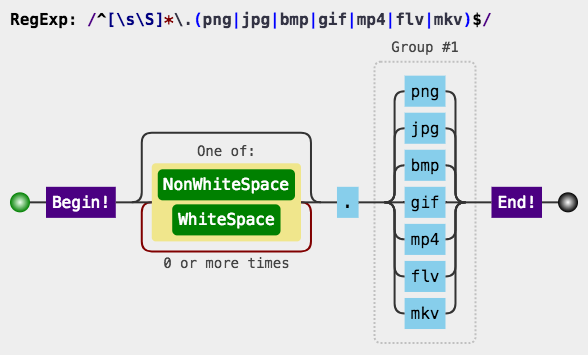 RegExp: /^[\s\S]*\.(png|jpg|bmp|gif|mp4|flv|mkv)$/
Group #1
One of:
Begin!
NonWhiteSpace
WhiteSpace
0 or more times
.
png
jpg
bmp
gif
mp4
flv
mkv
End!